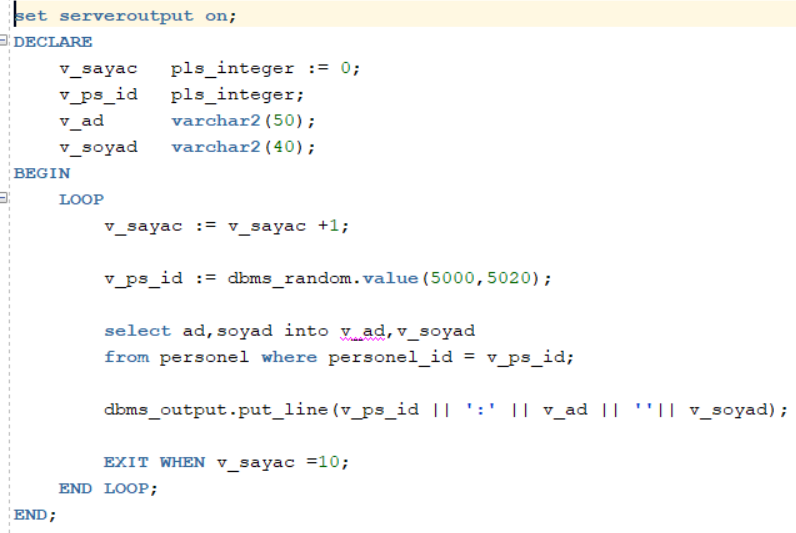 set serveroutput on;
DECLARE
    v_sayac   pls_integer := 0;
    v_ps_id   pls_integer;
    v_ad      varchar2(50);
    v_soyad   varchar2(40);
BEGIN
    LOOP
        v_sayac := v_sayac +1;

        v_ps_id := dbms_random.value(5000,5020);

        select ad,soyad into v_ad,v_soyad
        from personel where personel_id = v_ps_id;

        dbms_output.put_line(v_ps_id || ':' || v_ad || ''|| v_soyad);

        EXIT WHEN v_sayac =10;
    END LOOP;
END;